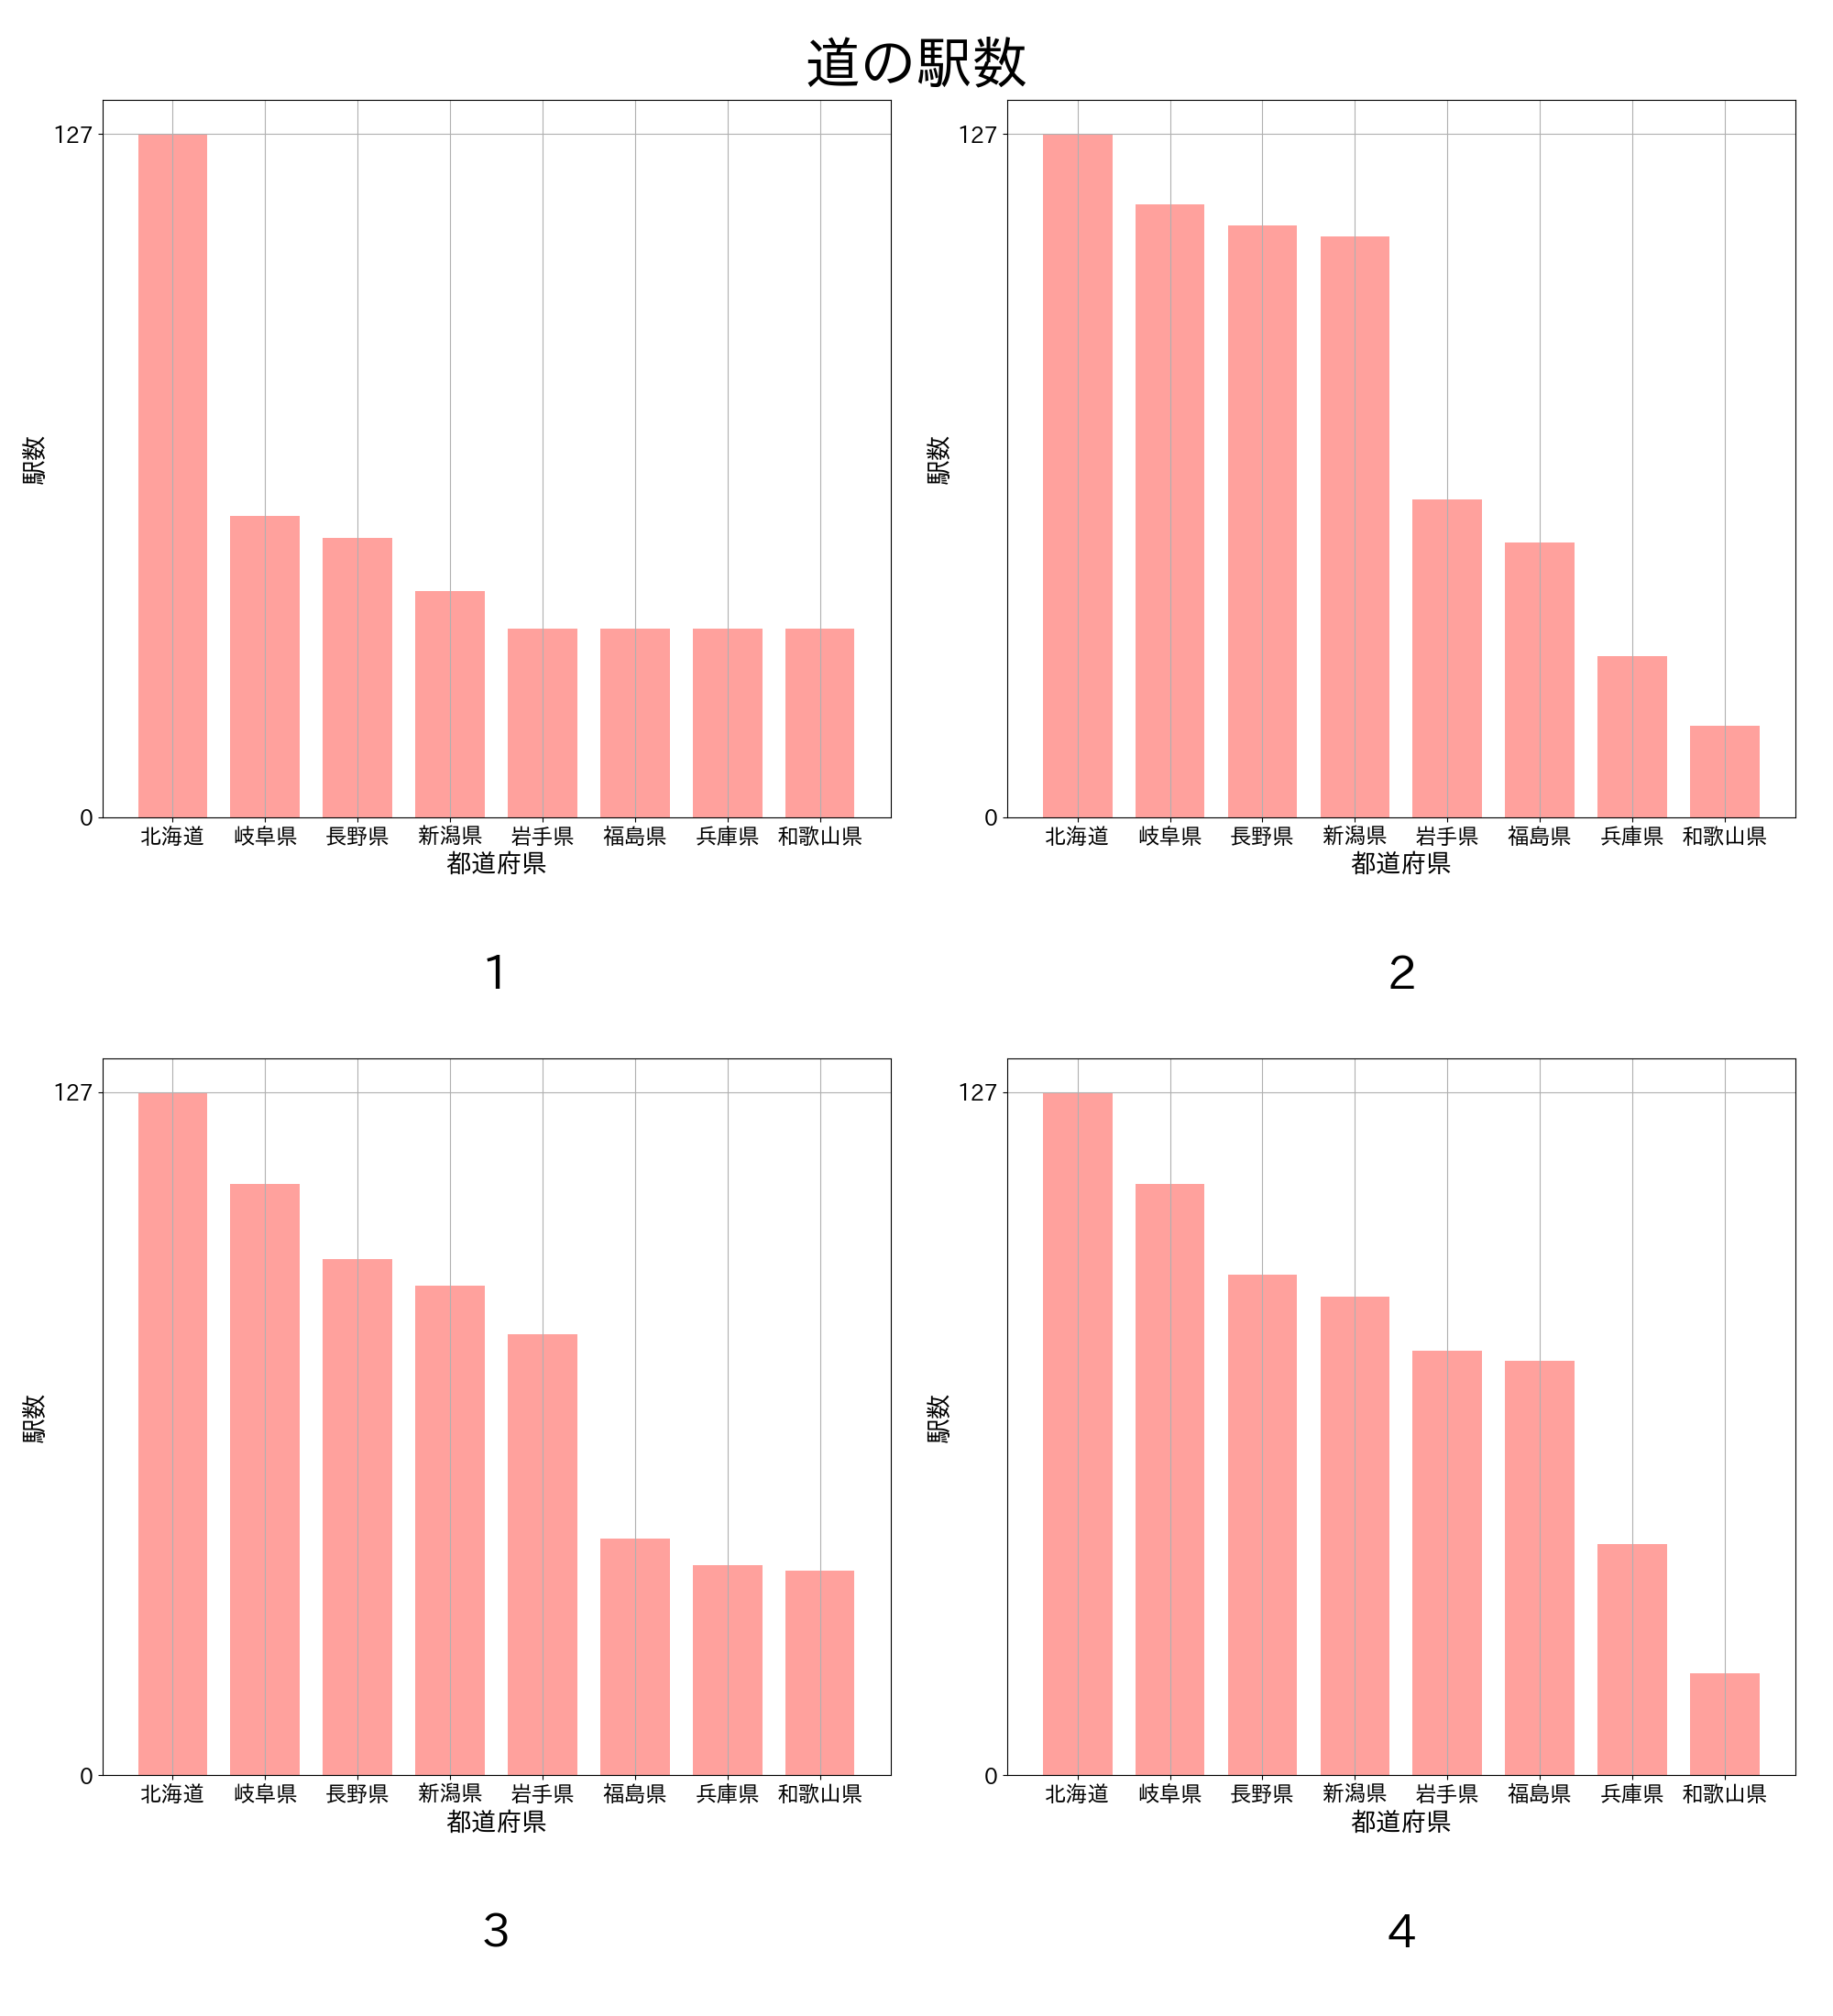 道の駅数
127
0
駅数
北海道 岐阜県 長野県 新潟県 岩手県 福島県 兵庫県 和歌山県
都道府県
1
127
0
駅数
北海道 岐阜県 長野県 新潟県 岩手県 福島県 兵庫県 和歌山県
都道府県
2
127
0
駅数
北海道 岐阜県 長野県 新潟県 岩手県 福島県 兵庫県 和歌山県
都道府県
3
127
0
駅数
北海道 岐阜県 長野県 新潟県 岩手県 福島県 兵庫県 和歌山県
都道府県
4